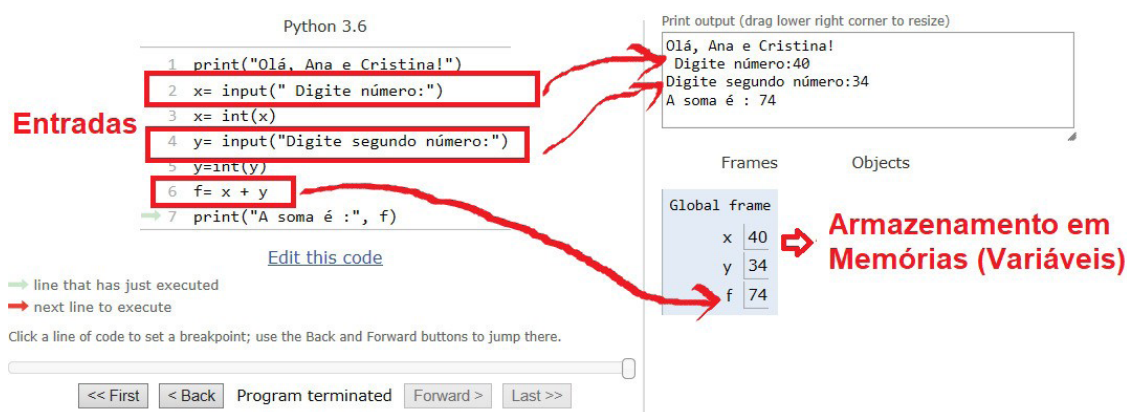 Python 3.6
1 print("Olá, Ana e Cristina!")
2 x= input(" Digite número:")
3 x= int(x)
4 y= input("Digite segundo número:")
5 y=int(y)
6 f= x + y
7 print("A soma é :", f)
Entradas
Edit this code
line that has just executed
next line to execute
Click a line of code to set a breakpoint; use the Back and Forward buttons to jump there.
<< First < Back Program terminated Forward > Last >>
Print output (drag lower right corner to resize)
Olá, Ana e Cristina!
Digite número:40
Digite segundo número:34
A soma é : 74
Frames Objects
Global frame
x 40
y 34
f 74
Armazenamento em
Memórias (Variáveis)